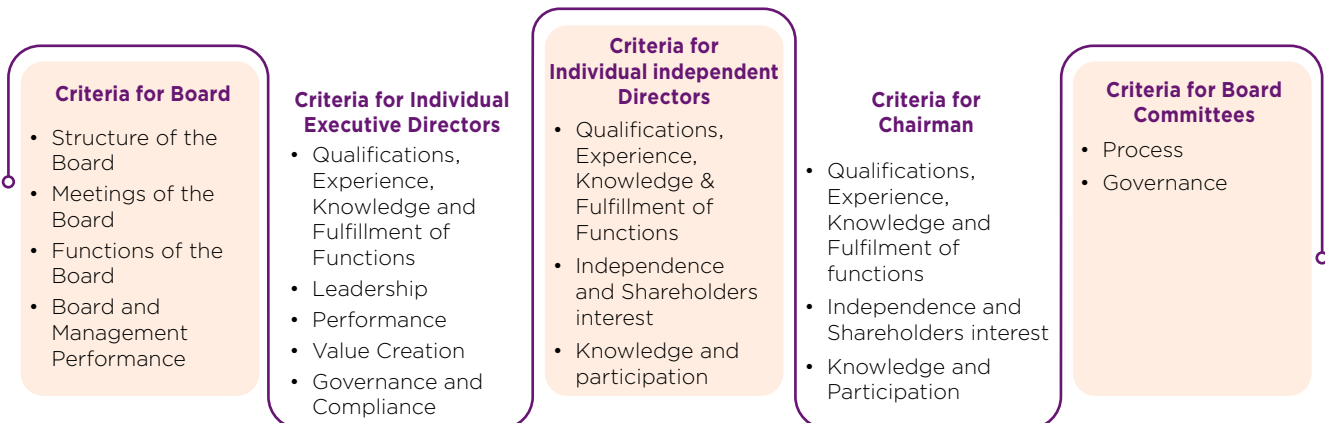 Criteria for Board
• Structure of the
Board
• Meetings of the
Board
• Functions of the
Board
• Board and
Management
Performance
Criteria for Individual
Executive Directors
• Qualifications,
Experience,
Knowledge and
Fulfillment of
Functions
• Leadership
• Performance
• Value Creation
• Governance and
Compliance
Criteria for
Individual independent
Directors
• Qualifications,
Experience,
Knowledge &
Fulfillment of
Functions
• Independence
and Shareholders
interest
• Knowledge and
participation
Criteria for
Chairman
• Qualifications,
Experience,
Knowledge and
Fulfilment of
functions
• Independence and
Shareholders interest
• Knowledge and
Participation
Criteria for Board
Committees
• Process
• Governance